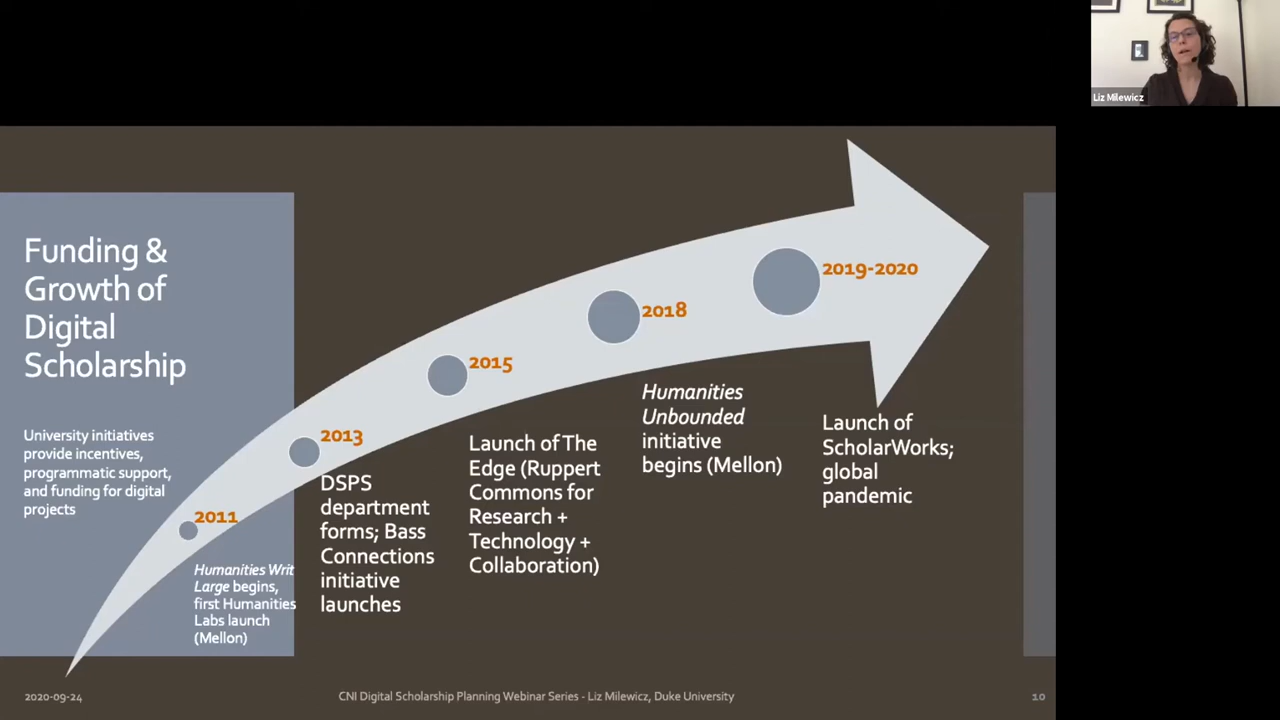 Liz Milewicz
Funding &
Growth of
Digital
Scholarship
University initiatives
provide incentives,
programmatic support,
and funding for digital
projects
2011
Humanities Writ
Large begins,
first Humanities
Labs launch
(Mellon)
2013
DSPS
department
forms; Bass
Connections
initiative
launches
2015
Launch of The
Edge (Ruppert
Commons for
Research +
Technology +
Collaboration)
2018
Humanities
Unbounded
initiative
begins (Mellon)
2019-2020
Launch of
ScholarWorks;
global
pandemic
2020-09-24
CNI Digital Scholarship Planning Webinar Series - Liz Milewicz, Duke University
10